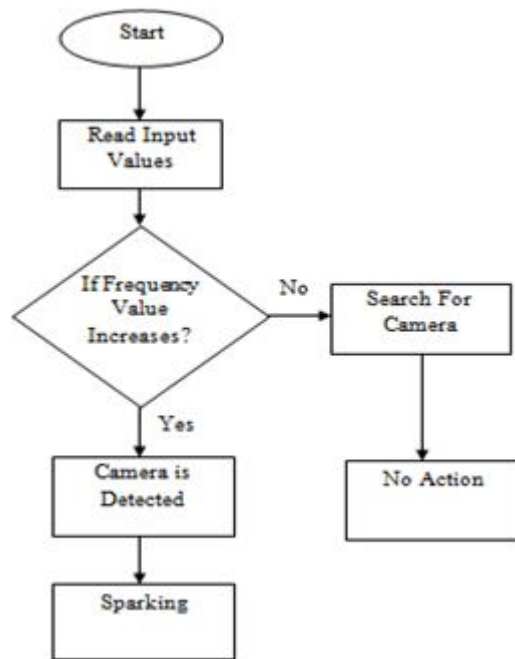 Start
Read Input
Values
If Frequency
Value
Increases?
No
Search For
Camera
Yes
Camera is
Detected
No Action
Sparking